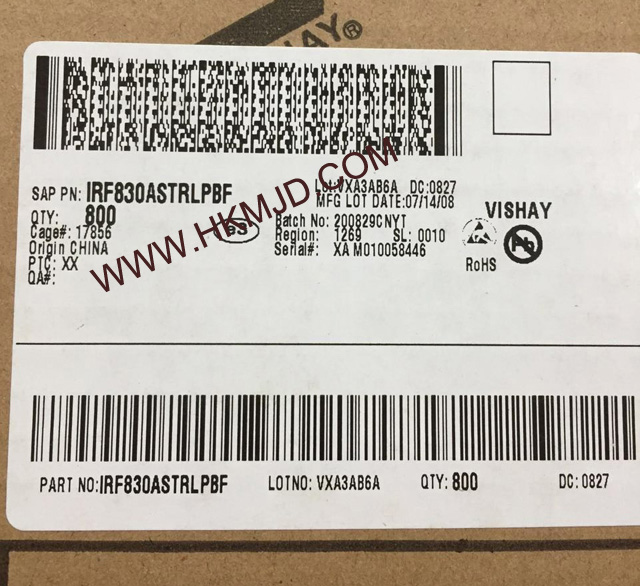 VISHAY®
SAP PN: IRF830ASTRLPBF
QTY: 800
Cage#: 17856
Origin CHINA
PTC: XX
QA#:
e3
Lot: VXA3AB6A DC:0827
MFG LOT DATE:07/14/08
Batch No: 200829CNYT
Region: 1269 SL: 0010
Serial#: XA M010058446
VISHAY
Pb
RoHS
WWW.HKMJD.COM
PART NO:IRF830ASTRLPBF LOTNO: VXA3AB6A QTY: 800 DC: 0827